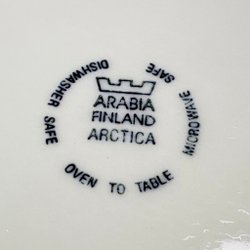 ARABIA
FINLAND
ARCTICA
DISHWASHER SAFE
MICROWAVE SAFE
OVEN TO TABLE